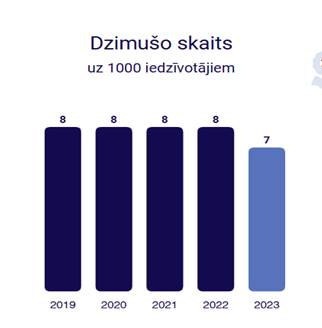 Dzimušo skaits
uz 1000 iedzīvotājiem
8 8 8 8 7
2019 2020 2021 2022 2023